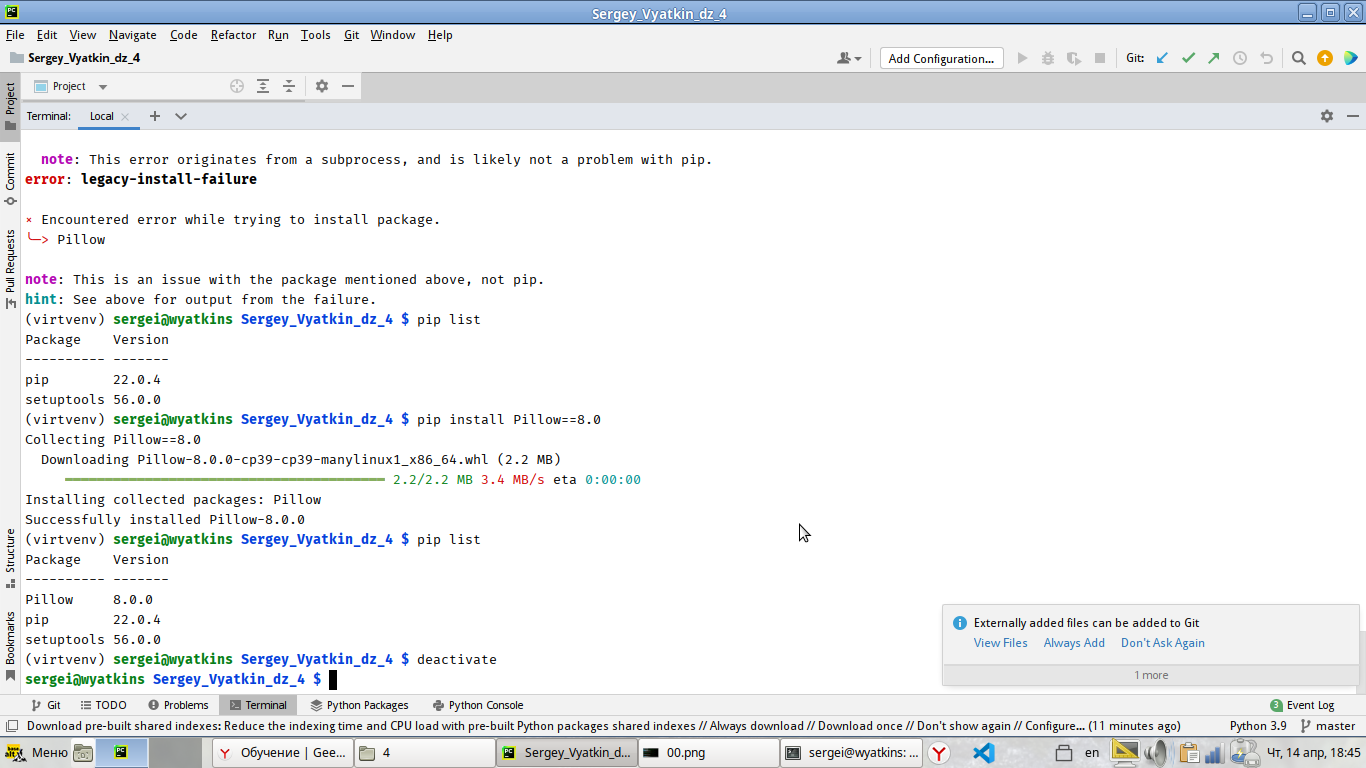 Sergey_Vyatkin_dz_4
File Edit View Navigate Code Refactor Run Tools Git Window Help
Sergey_Vyatkin_dz_4
Add Configuration...
Git:
Project
Project
Commit
Pull Requests
Structure
Bookmarks
Terminal: Local
note: This error originates from a subprocess, and is likely not a problem with pip.
error: legacy-install-failure
× Encountered error while trying to install package.
╰─> Pillow
note: This is an issue with the package mentioned above, not pip.
hint: See above for output from the failure.
(virtvenv) sergei@wyatkins Sergey_Vyatkin_dz_4 $ pip list
Package    Version
---------- -------
pip        22.0.4
setuptools 56.0.0
(virtvenv) sergei@wyatkins Sergey_Vyatkin_dz_4 $ pip install Pillow==8.0
Collecting Pillow==8.0
Downloading Pillow-8.0.0-cp39-cp39-manylinux1_x86_64.whl (2.2 MB)
2.2/2.2 MB 3.4 MB/s eta 0:00:00
Installing collected packages: Pillow
Successfully installed Pillow-8.0.0
(virtvenv) sergei@wyatkins Sergey_Vyatkin_dz_4 $ pip list
Package    Version
---------- -------
Pillow     8.0.0
pip        22.0.4
setuptools 56.0.0
(virtvenv) sergei@wyatkins Sergey_Vyatkin_dz_4 $ deactivate
sergei@wyatkins Sergey_Vyatkin_dz_4 $
Externally added files can be added to Git
View Files Always Add Don't Ask Again
1 more
Git TODO Problems Terminal Python Packages Python Console 3 Event Log
Download pre-built shared indexes: Reduce the indexing time and CPU load with pre-built Python packages shared indexes // Always download // Download once // Don't show again // Configure... (11 minutes ago) Python 3.9 master
Меню Обучение | Gee... 4 Sergey_Vyatkin_d... 00.png sergei@wyatkins: ... en Чт, 14 апр, 18:45